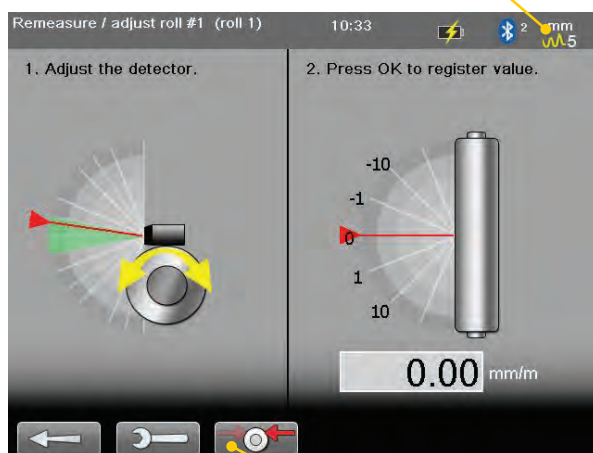 Remeasure / adjust roll #1 (roll 1) 10:33 2 mm
5
1. Adjust the detector.
2. Press OK to register value.
-10
-1
0
1
10
0.00 mm/m